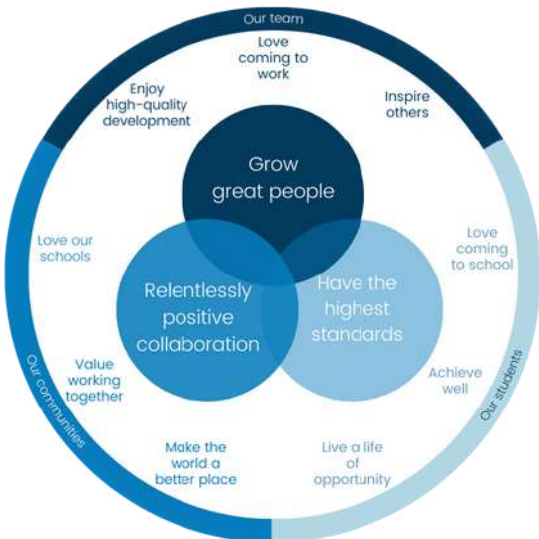 Our team
Love
coming to
work
Enjoy
high-quality
development
Inspire
others
Grow
great people
Love our
schools
Love
coming
to school
Relentlessly
positive
collaboration
Have the
highest
standards
Value
working
together
Achieve
well
Our communities
Our students
Make the
world a
better place
Live a life
of
opportunity